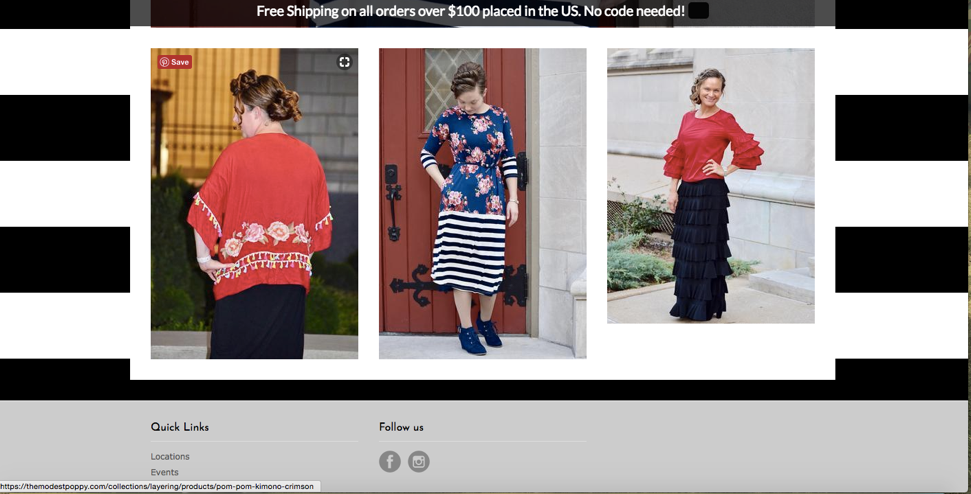 Free Shipping on all orders over $100 placed in the US. No code needed!
Save
Quick Links
Follow us
Locations
Events
https://themodestpoppy.com/collections/layering/products/pom-pom-kimono-crimson